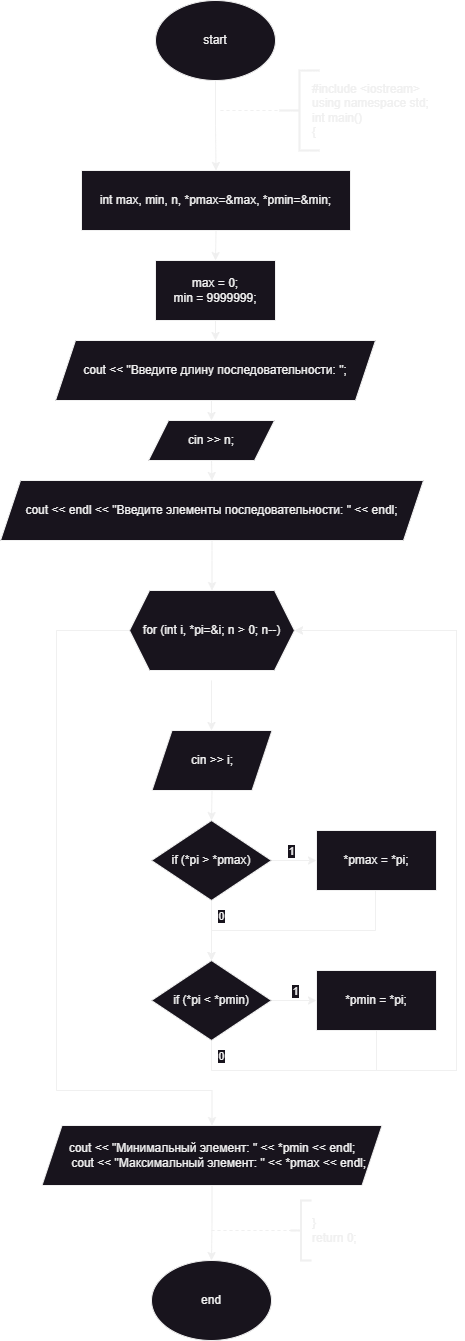 start
#include <iostream>
using namespace std;
int main()
{
int max, min, n, *pmax=&max, *pmin=&min;
max = 0;
min = 9999999;
cout << "Введите длину последовательности: ";
cin >> n;
cout << endl << "Введите элементы последовательности: " << endl;
for (int i, *pi=&i; n > 0; n--)
cin >> i;
if (*pi > *pmax)
1
*pmax = *pi;
0
if (*pi < *pmin)
1
*pmin = *pi;
0
cout << "Минимальный элемент: " << *pmin << endl;
cout << "Максимальный элемент: " << *pmax << endl;
}
return 0;
end